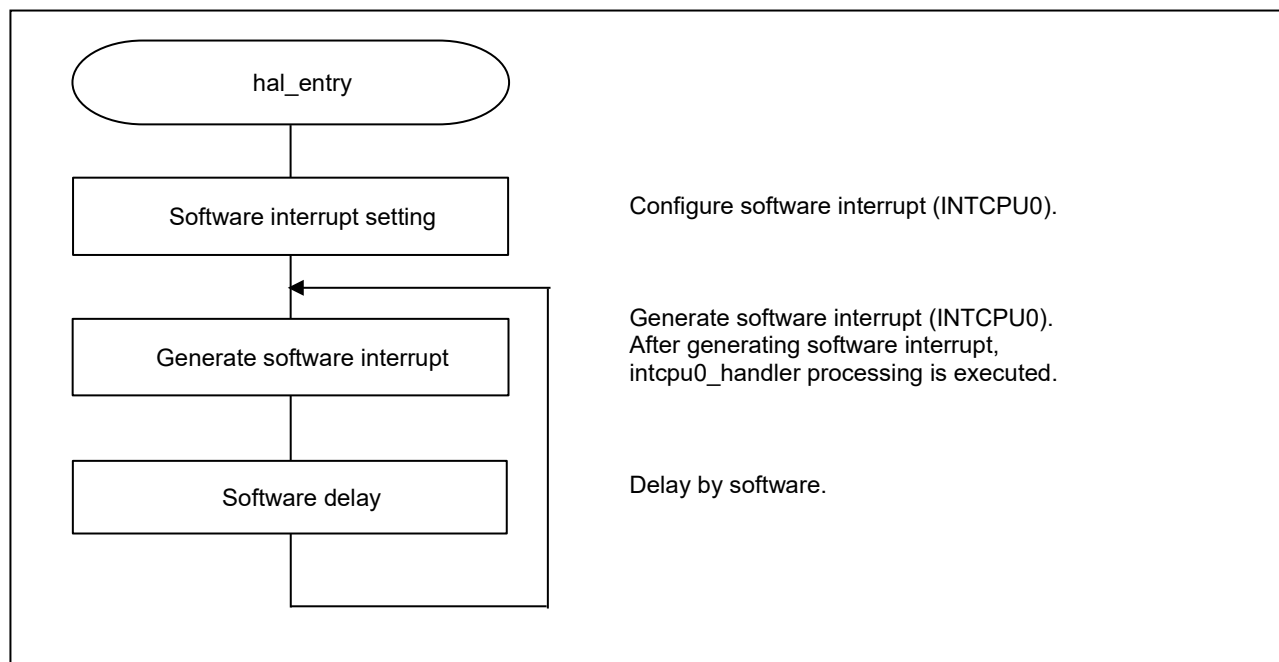 hal_entry
Software interrupt setting
Configure software interrupt (INTCPU0).
Generate software interrupt
Generate software interrupt (INTCPU0).
After generating software interrupt,
intcpu0_handler processing is executed.
Software delay
Delay by software.